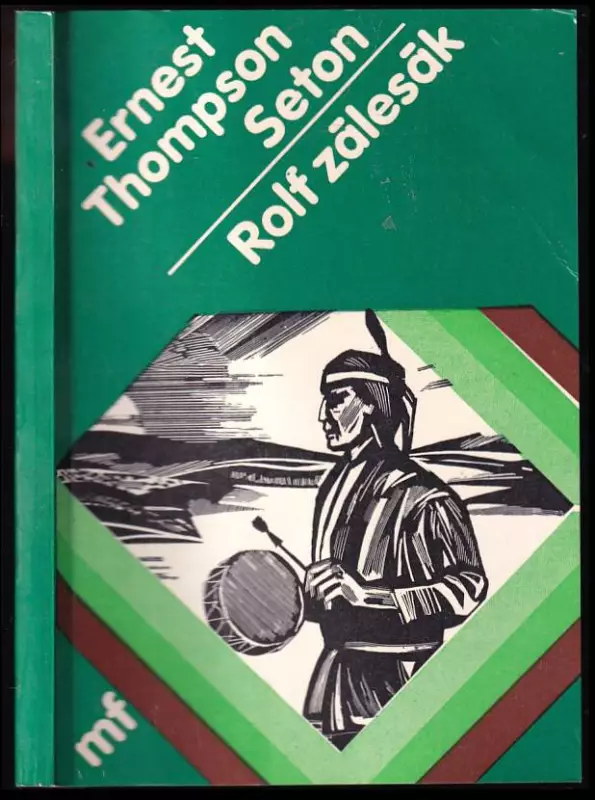 Ernest
Thompson
Seton
Rolf zálesák
mf